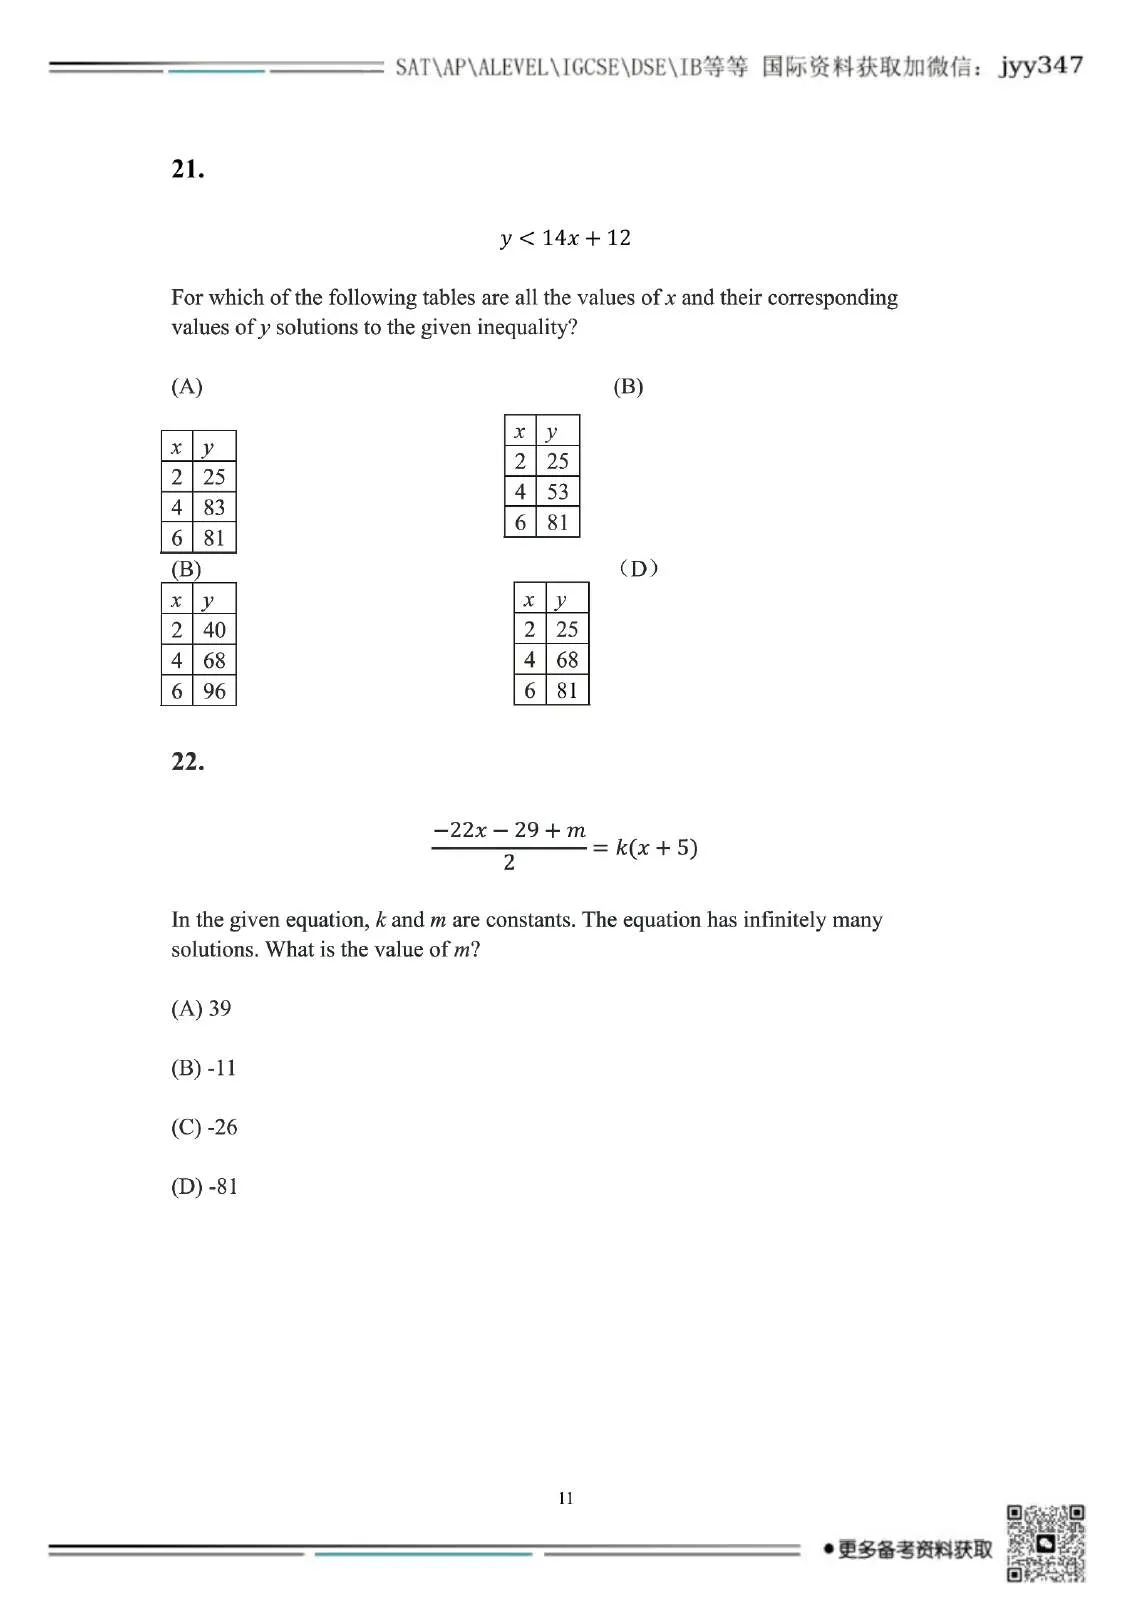 SAT\AP\ALEVEL\IGCSE\DSE\IB等等 国际资料获取加微信：jyy347
21.
y < 14x + 12
For which of the following tables are all the values of x and their corresponding
values of y solutions to the given inequality?
(A) (B)
x y
2 25
4 83
6 81
x y
2 25
4 53
6 81
(B) （D）
x y
2 40
4 68
6 96
x y
2 25
4 68
6 81
22.
−22x − 29 + m
2
= k(x + 5)
In the given equation, k and m are constants. The equation has infinitely many
solutions. What is the value of m?
(A) 39
(B) -11
(C) -26
(D) -81
11
●更多备考资料获取